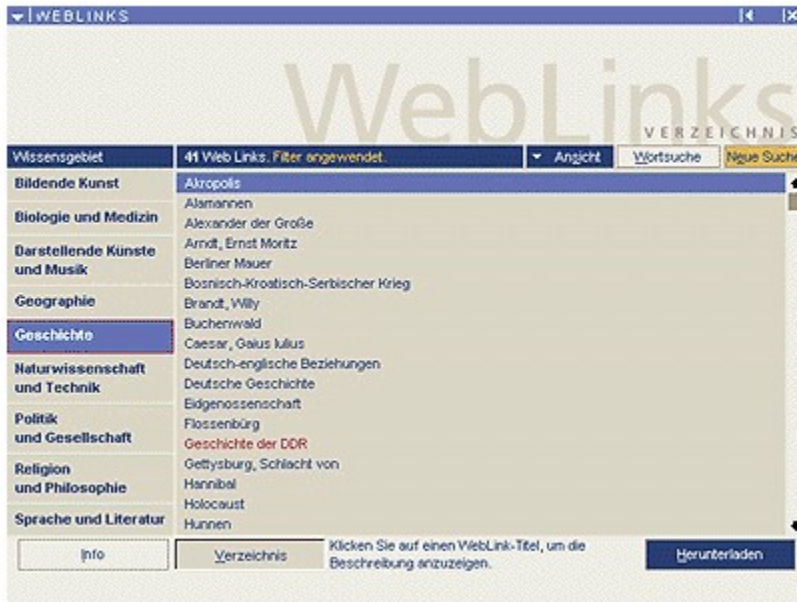 WEBLINKS
WebLinks
VERZEICHNIS
Wissensgebiet
41 Web Links. Filter angewendet.
Ansicht
Wortsuche
Neue Suche
Bildende Kunst
Biologie und Medizin
Darstellende Künste
und Musik
Geographie
Geschichte
Naturwissenschaft
und Technik
Politik
und Gesellschaft
Religion
und Philosophie
Sprache und Literatur
Akropolis
Alamannen
Alexander der Große
Arndt, Ernst Moritz
Berliner Mauer
Bosnisch-Kroatisch-Serbischer Krieg
Brandt, Willy
Buchenwald
Caesar, Gaius Iulius
Deutsch-englische Beziehungen
Deutsche Geschichte
Eidgenossenschaft
Flossenbürg
Geschichte der DDR
Gettysburg, Schlacht von
Hannibal
Holocaust
Hunnen
Info
Verzeichnis
Klicken Sie auf einen WebLink-Titel, um die
Beschreibung anzuzeigen.
Herunterladen